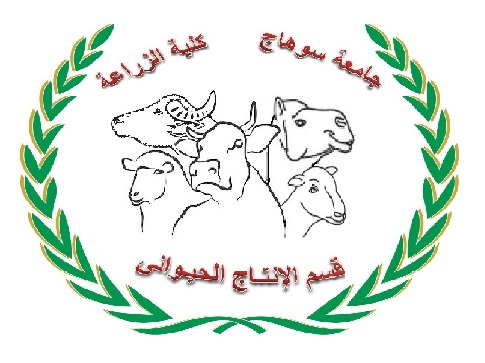 جامعة سوهاج
كلية الزراعة
قسم الإنتاج الحيوانى